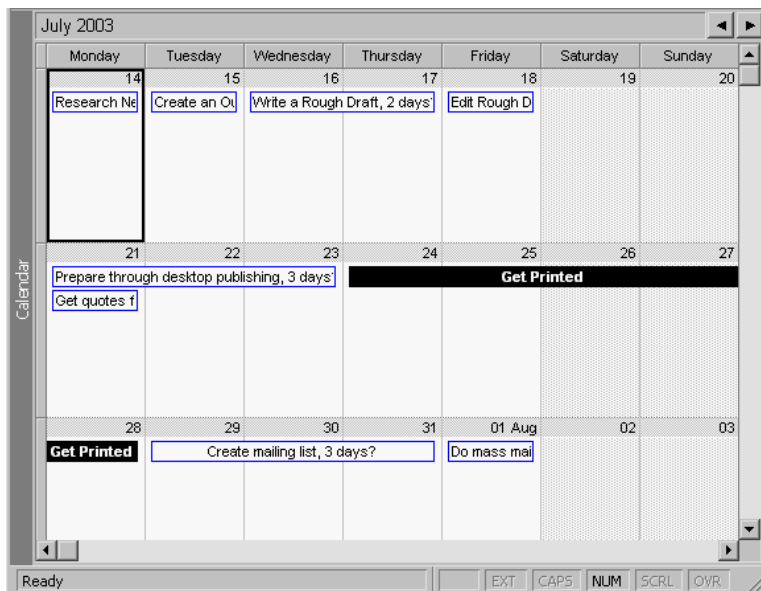 July 2003
Monday Tuesday Wednesday Thursday Friday Saturday Sunday
14 15 16 17 18 19 20
Research Ne Create an Ou Write a Rough Draft, 2 days? Edit Rough D
21 22 23 24 25 26 27
Prepare through desktop publishing, 3 days? Get Printed
Get quotes f
28 29 30 31 01 Aug 02 03
Get Printed Create mailing list, 3 days? Do mass mai
Calendar
Ready EXT CAPS NUM SCRL OVR